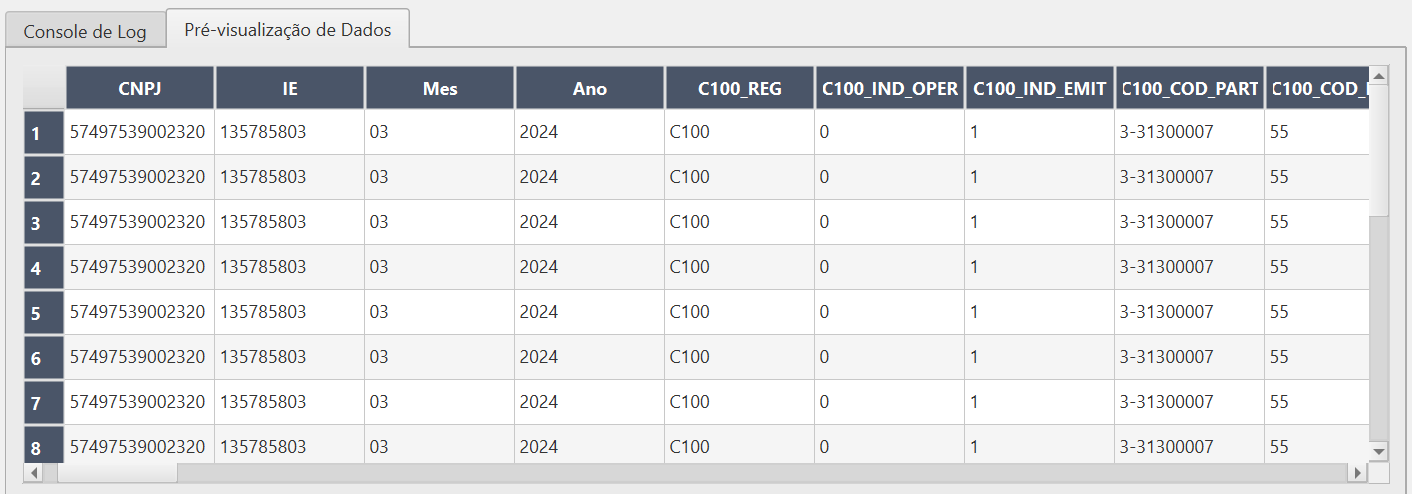 Console de Log Pré-visualização de Dados
CNPJ IE Mes Ano C100_REG C100_IND_OPER C100_IND_EMIT C100_COD_PART C100_COD_
1 57497539002320 135785803 03 2024 C100 0 1 3-31300007 55
2 57497539002320 135785803 03 2024 C100 0 1 3-31300007 55
3 57497539002320 135785803 03 2024 C100 0 1 3-31300007 55
4 57497539002320 135785803 03 2024 C100 0 1 3-31300007 55
5 57497539002320 135785803 03 2024 C100 0 1 3-31300007 55
6 57497539002320 135785803 03 2024 C100 0 1 3-31300007 55
7 57497539002320 135785803 03 2024 C100 0 1 3-31300007 55
8 57497539002320 135785803 03 2024 C100 0 1 3-31300007 55